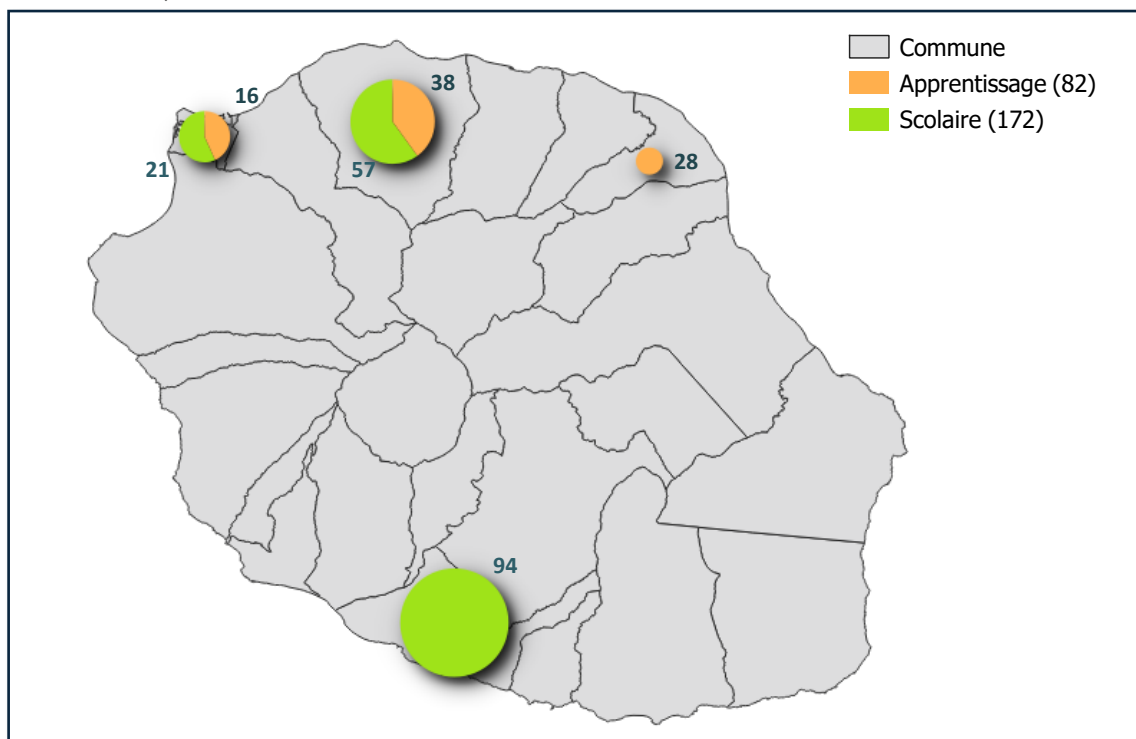 Commune
Apprentissage (82)
Scolaire (172)
16
38
21
57
28
94